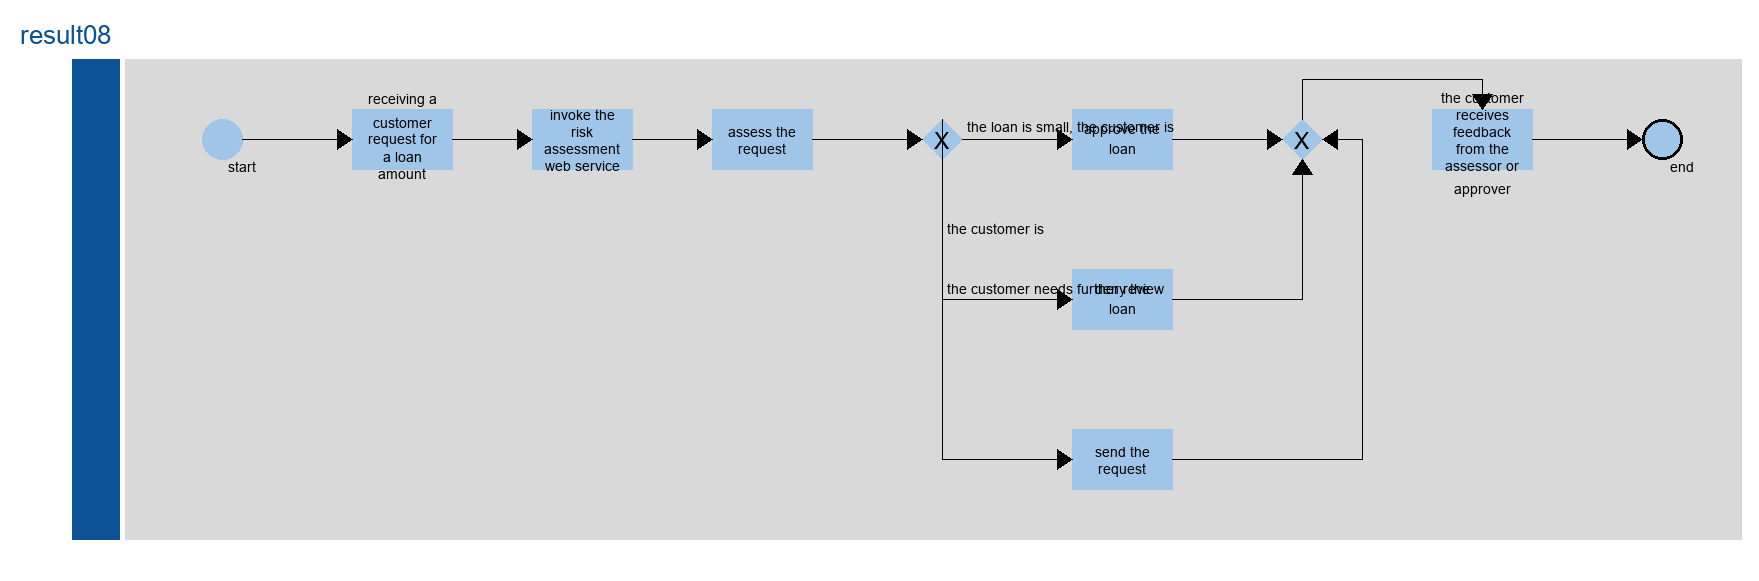 result08
start
receiving a
customer
request for
a loan
amount
invoke the
risk
assessment
web service
assess the
request
X
the loan is small, the customer is
approve the
loan
the customer is
the customer needs further review
deny the
loan
send the
request
X
the customer
receives
feedback
from the
assessor or
approver
end